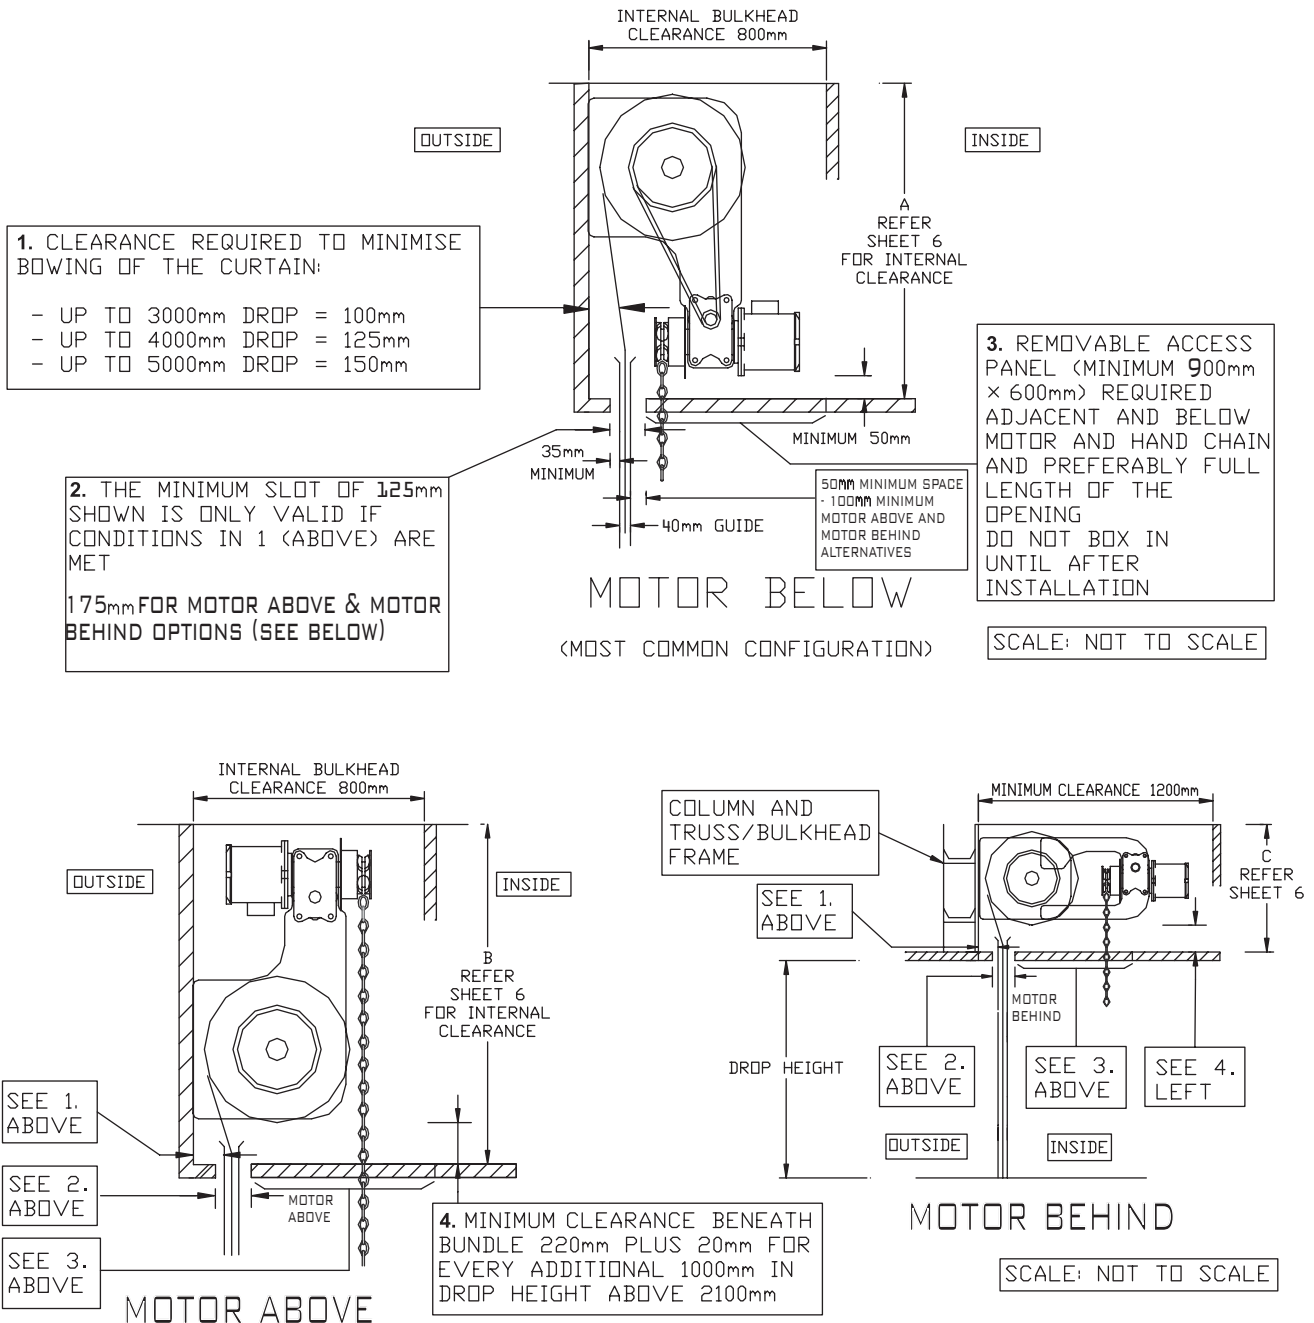 INTERNAL BULKHEAD
CLEARANCE 800mm
OUTSIDE
INSIDE
A
REFER
SHEET 6
FOR INTERNAL
CLEARANCE
1. CLEARANCE REQUIRED TO MINIMISE
BOWING OF THE CURTAIN:
- UP TO 3000mm DROP = 100mm
- UP TO 4000mm DROP = 125mm
- UP TO 5000mm DROP = 150mm
3. REMOVABLE ACCESS
PANEL (MINIMUM 900mm
× 600mm) REQUIRED
ADJACENT AND BELOW
MOTOR AND HAND CHAIN
AND PREFERABLY FULL
LENGTH OF THE
OPENING
DO NOT BOX IN
UNTIL AFTER
INSTALLATION
MINIMUM 50mm
35mm
MINIMUM
2. THE MINIMUM SLOT OF 125mm
SHOWN IS ONLY VALID IF
CONDITIONS IN 1 (ABOVE) ARE
MET
175mm FOR MOTOR ABOVE & MOTOR
BEHIND OPTIONS (SEE BELOW)
50mm MINIMUM SPACE
- 100mm MINIMUM
MOTOR ABOVE AND
MOTOR BEHIND
ALTERNATIVES
40mm GUIDE
MOTOR BELOW
(MOST COMMON CONFIGURATION)
SCALE: NOT TO SCALE
INTERNAL BULKHEAD
CLEARANCE 800mm
OUTSIDE
INSIDE
B
REFER
SHEET 6
FOR INTERNAL
CLEARANCE
SEE 1.
ABOVE
SEE 2.
ABOVE
SEE 3.
ABOVE
MOTOR
ABOVE
4. MINIMUM CLEARANCE BENEATH
BUNDLE 220mm PLUS 20mm FOR
EVERY ADDITIONAL 1000mm IN
DROP HEIGHT ABOVE 2100mm
MOTOR ABOVE
MINIMUM CLEARANCE 1200mm
COLUMN AND
TRUSS/BULKHEAD
FRAME
SEE 1.
ABOVE
C
REFER
SHEET 6
MOTOR
BEHIND
DROP HEIGHT
SEE 2.
ABOVE
SEE 3.
ABOVE
SEE 4.
LEFT
OUTSIDE
INSIDE
MOTOR BEHIND
SCALE: NOT TO SCALE